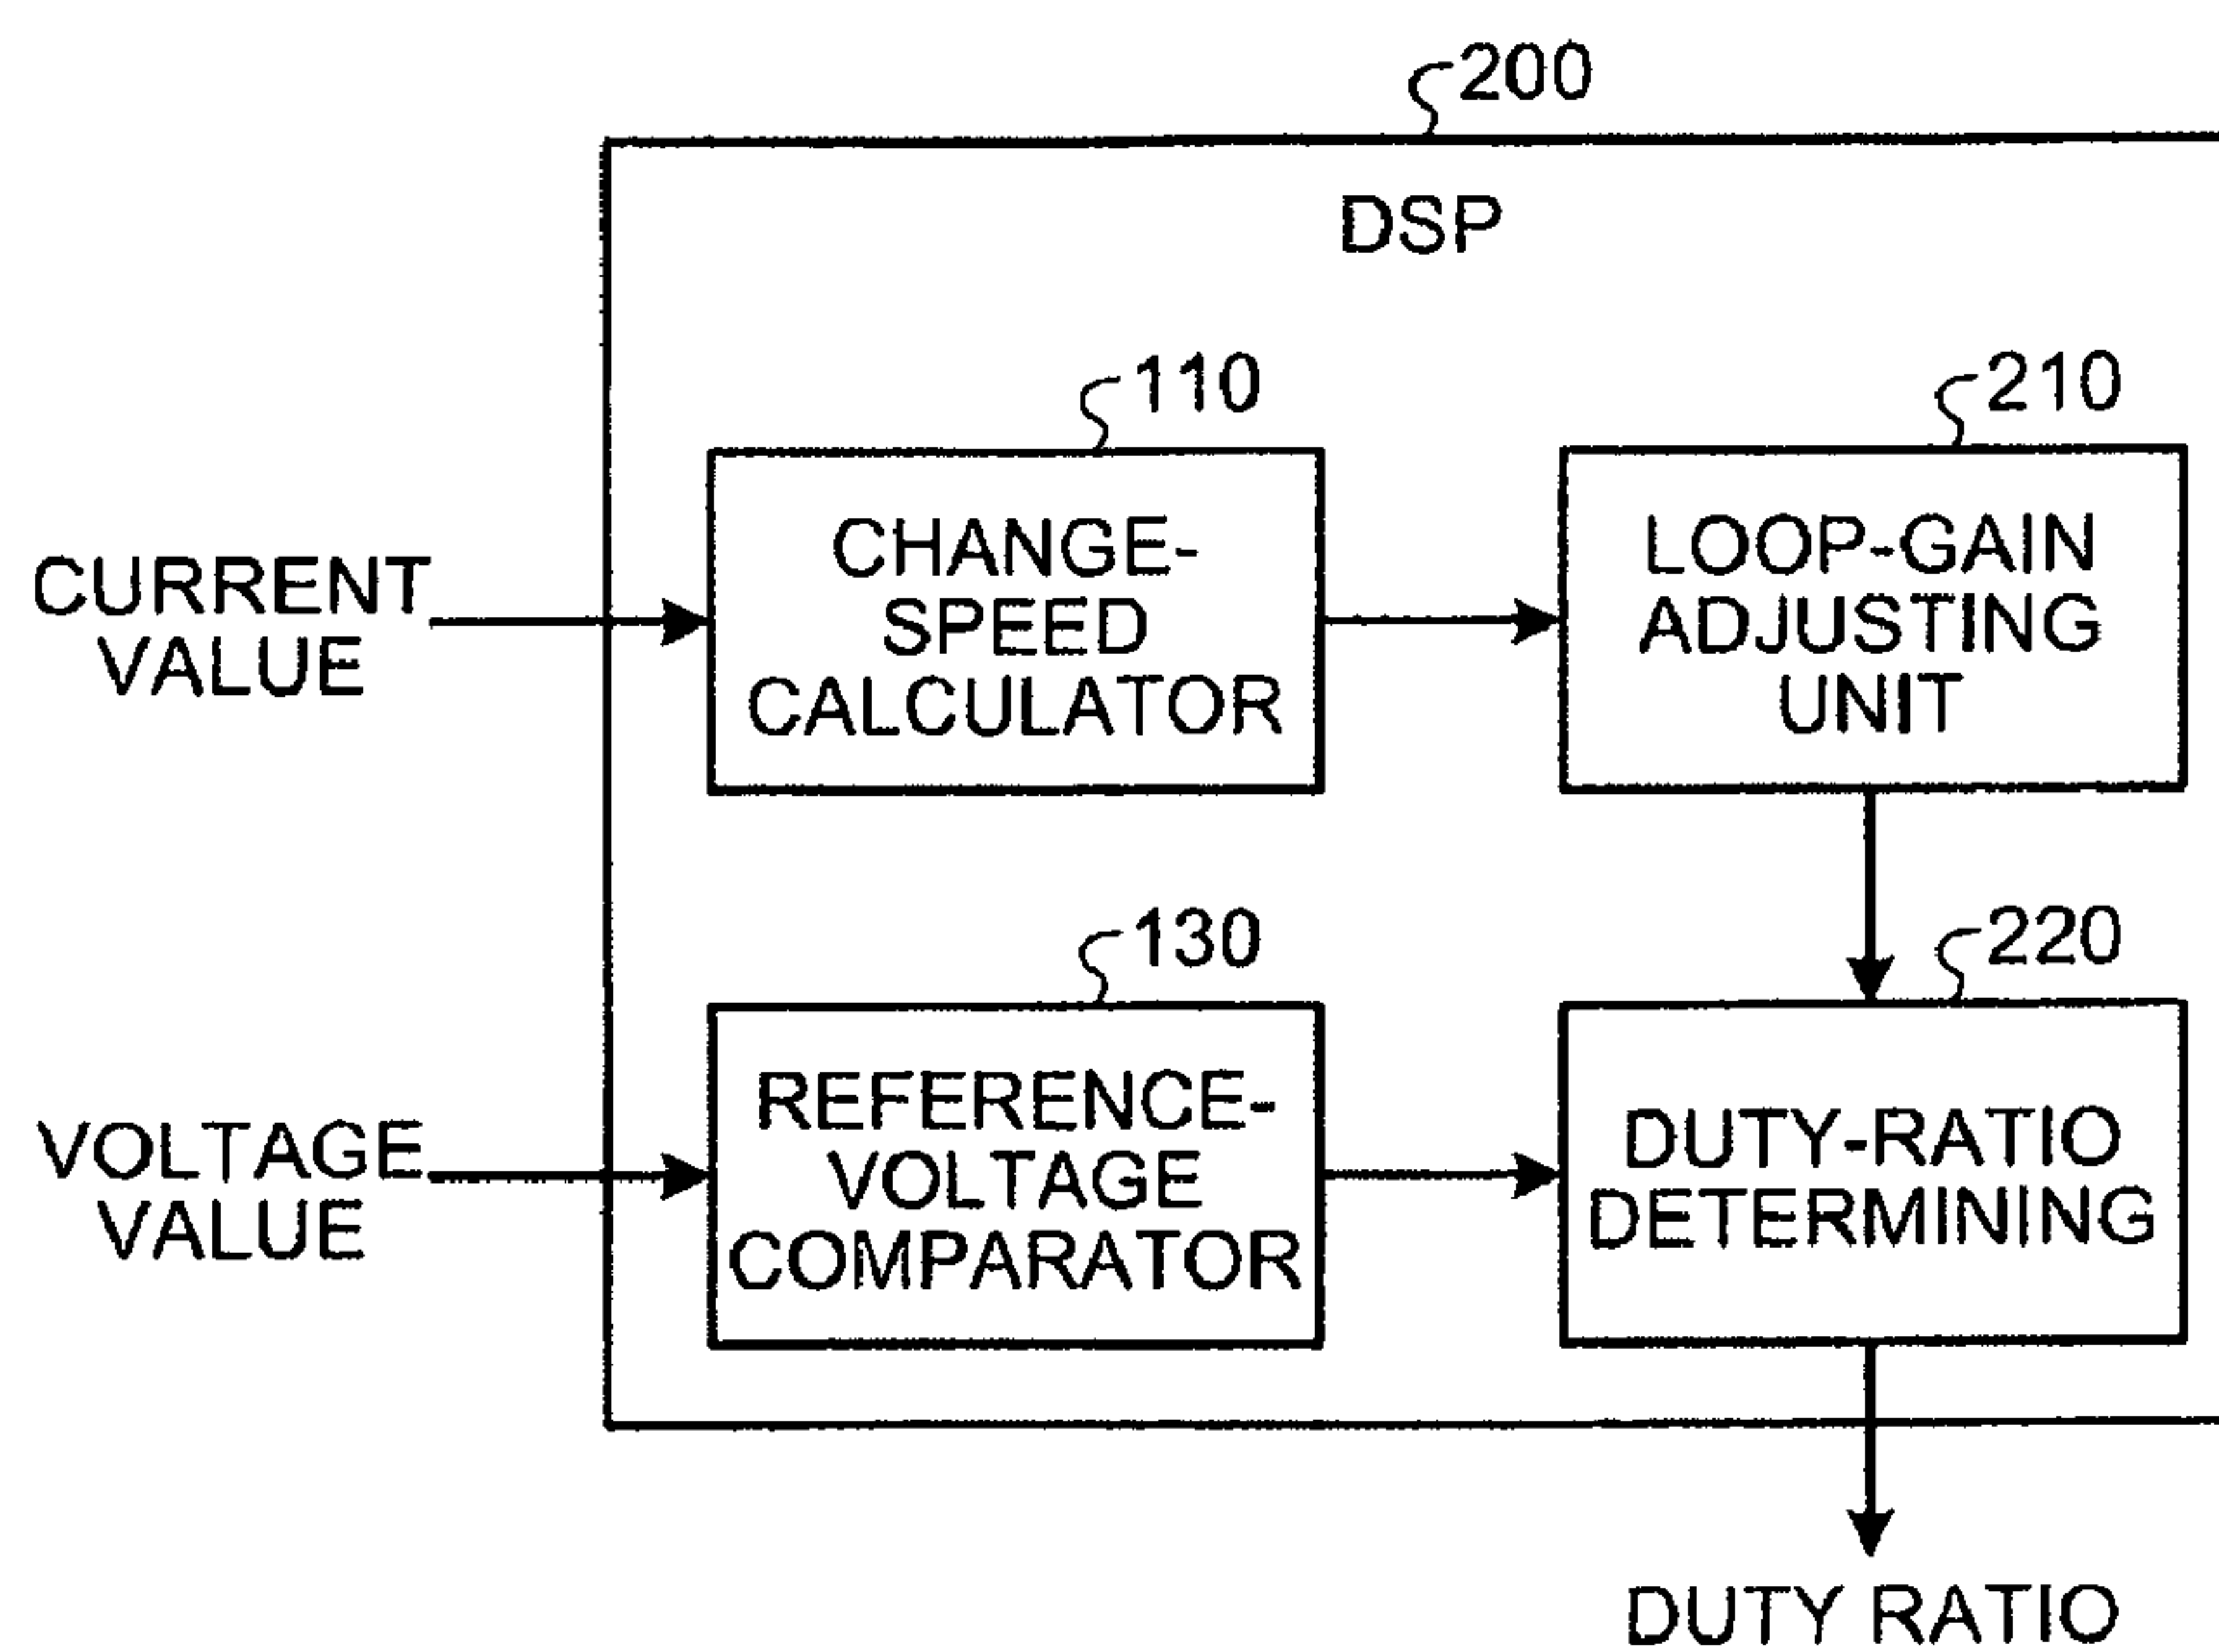 200
DSP
110
210
CURRENT
VALUE
CHANGE-
SPEED
CALCULATOR
LOOP-GAIN
ADJUSTING
UNIT
130
220
VOLTAGE
VALUE
REFERENCE-
VOLTAGE
COMPARATOR
DUTY-RATIO
DETERMINING
DUTY RATIO